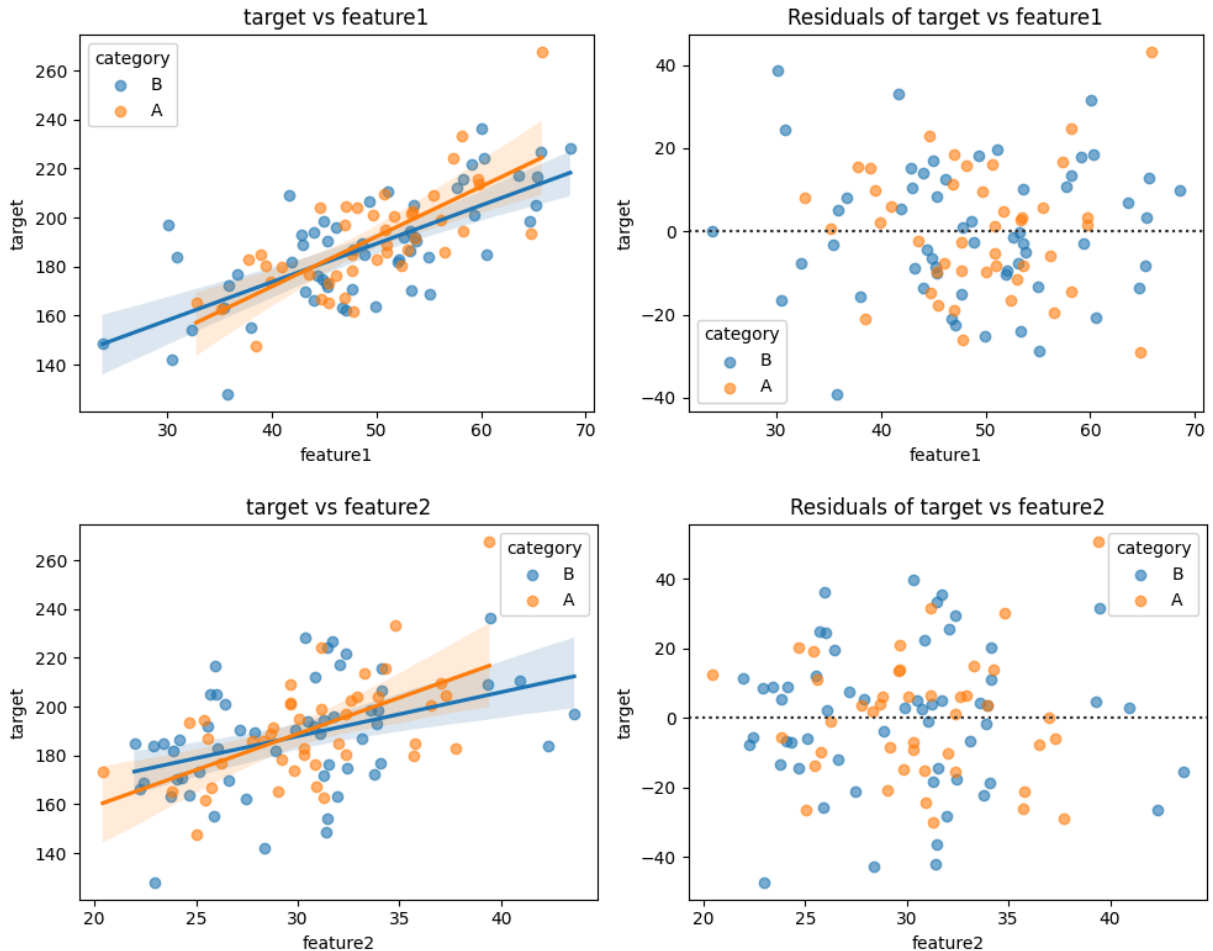 target vs feature1
category
B
A
260
240
220
200
180
160
140
30 40 50 60 70
feature1
target
Residuals of target vs feature1
40
20
0
−20
−40
category
B
A
30 40 50 60 70
feature1
target
target vs feature2
category
B
A
260
240
220
200
180
160
140
20 25 30 35 40
feature2
target
Residuals of target vs feature2
category
B
A
40
20
0
−20
−40
20 25 30 35 40
feature2
target